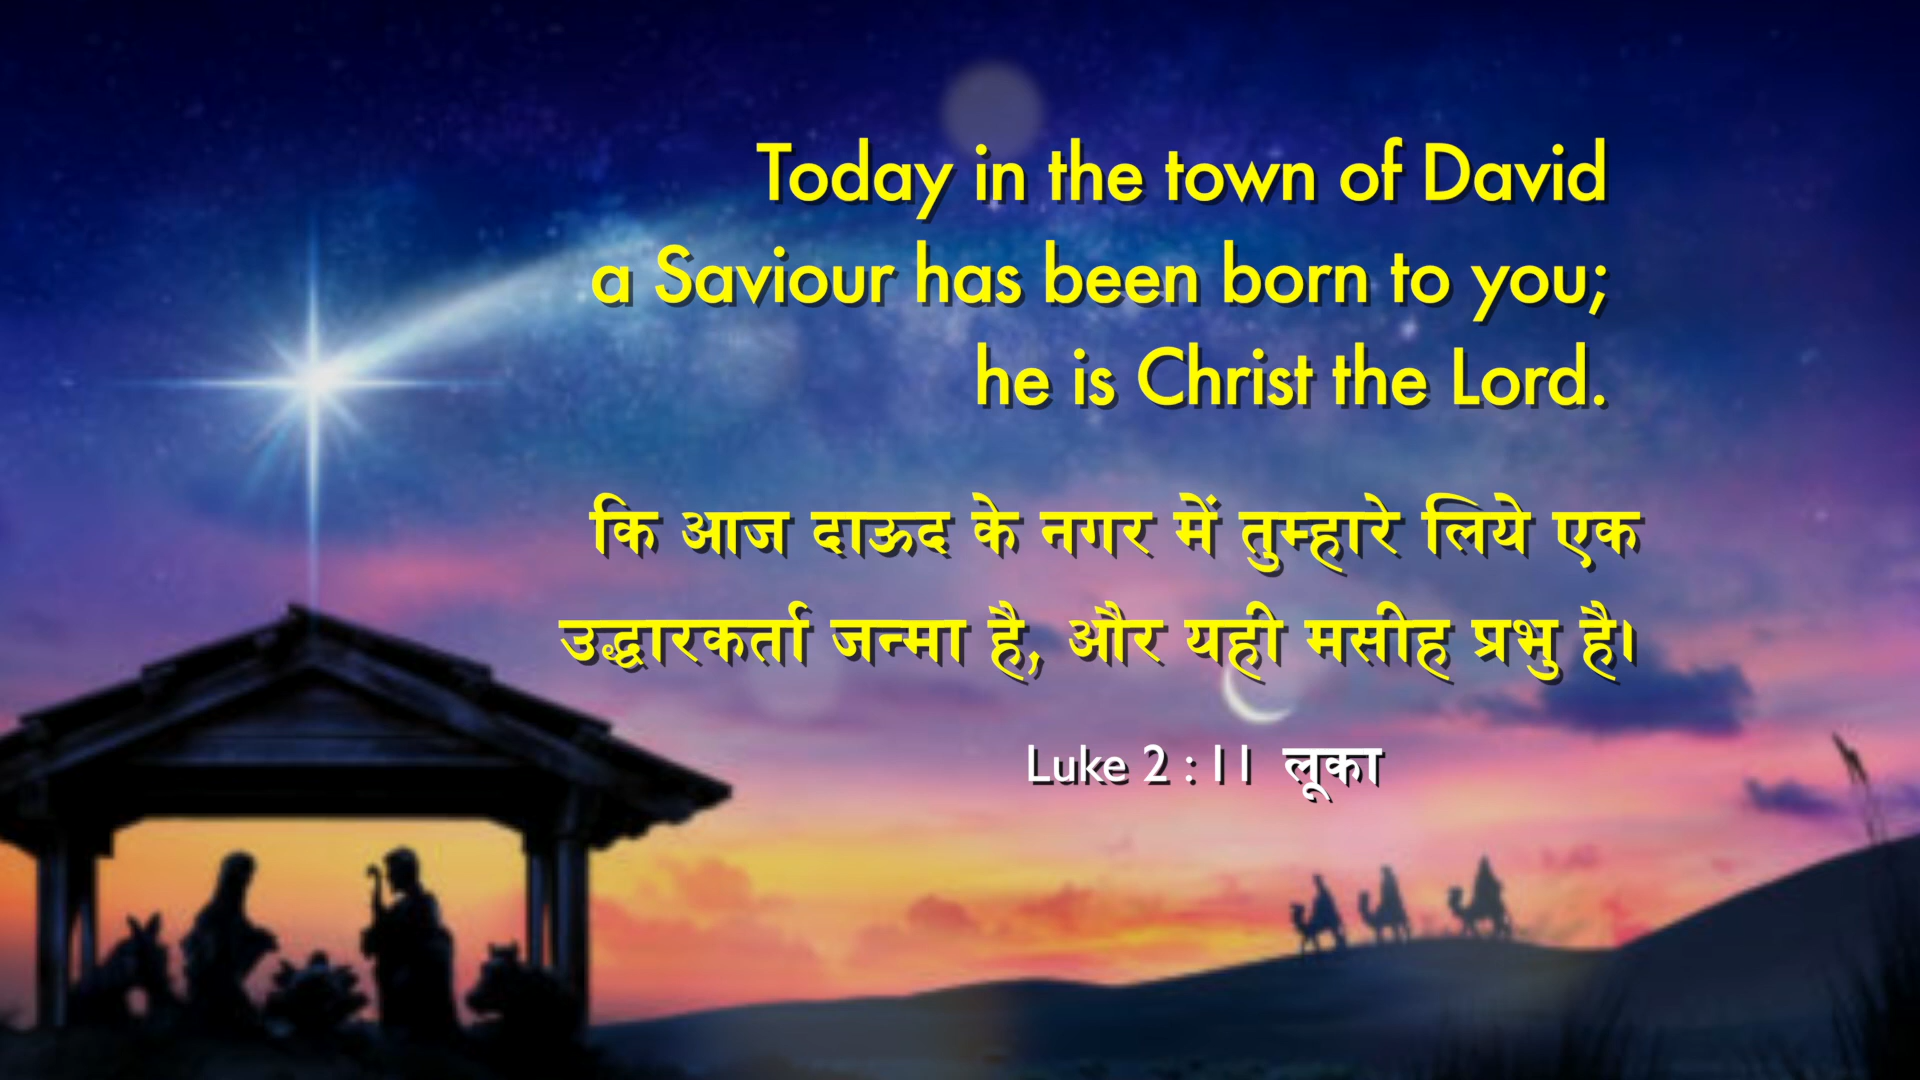 Today in the town of David
a Saviour has been born to you;
he is Christ the Lord.
कि आज दाऊद के नगर में तुम्हारे लिये एक
उद्धारकर्ता जन्मा है, और यही मसीह प्रभु है।
Luke 2 : 11 लूका